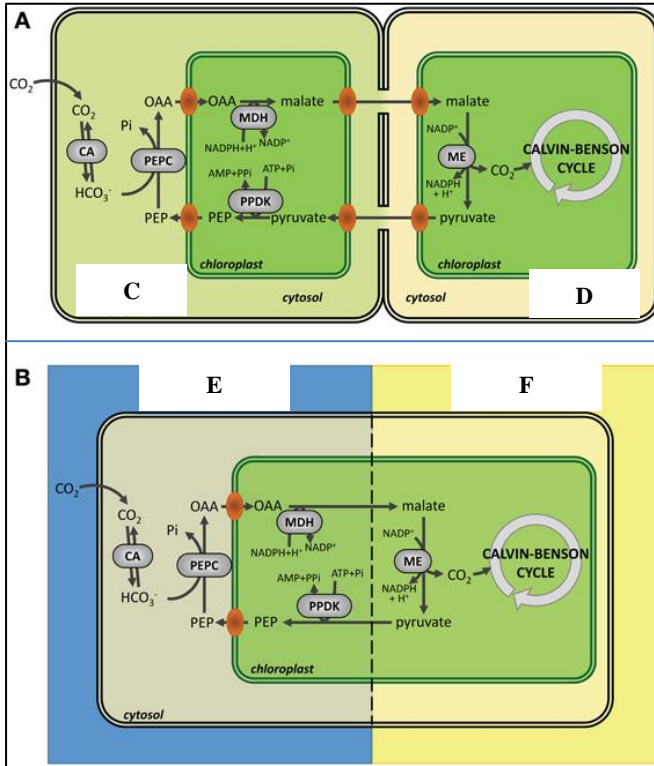 A
CO₂
CO₂
CA
HCO₃⁻
Pi
PEPC
OAA
PEP
OAA
MDH
malate
NADPH+H⁺
NADP⁺
AMP+PPi
ATP+Pi
PPDK
PEP
pyruvate
chloroplast
cytosol
C
malate
NADP⁺
ME
NADPH
+ H⁺
CO₂
CALVIN-BENSON
CYCLE
pyruvate
chloroplast
cytosol
D
B
E
F
CO₂
CO₂
CA
HCO₃⁻
Pi
PEPC
OAA
PEP
OAA
MDH
malate
NADPH+H⁺
NADP⁺
AMP+PPi
ATP+Pi
PPDK
PEP
pyruvate
NADP⁺
ME
NADPH
+ H⁺
CO₂
CALVIN-BENSON
CYCLE
chloroplast
cytosol